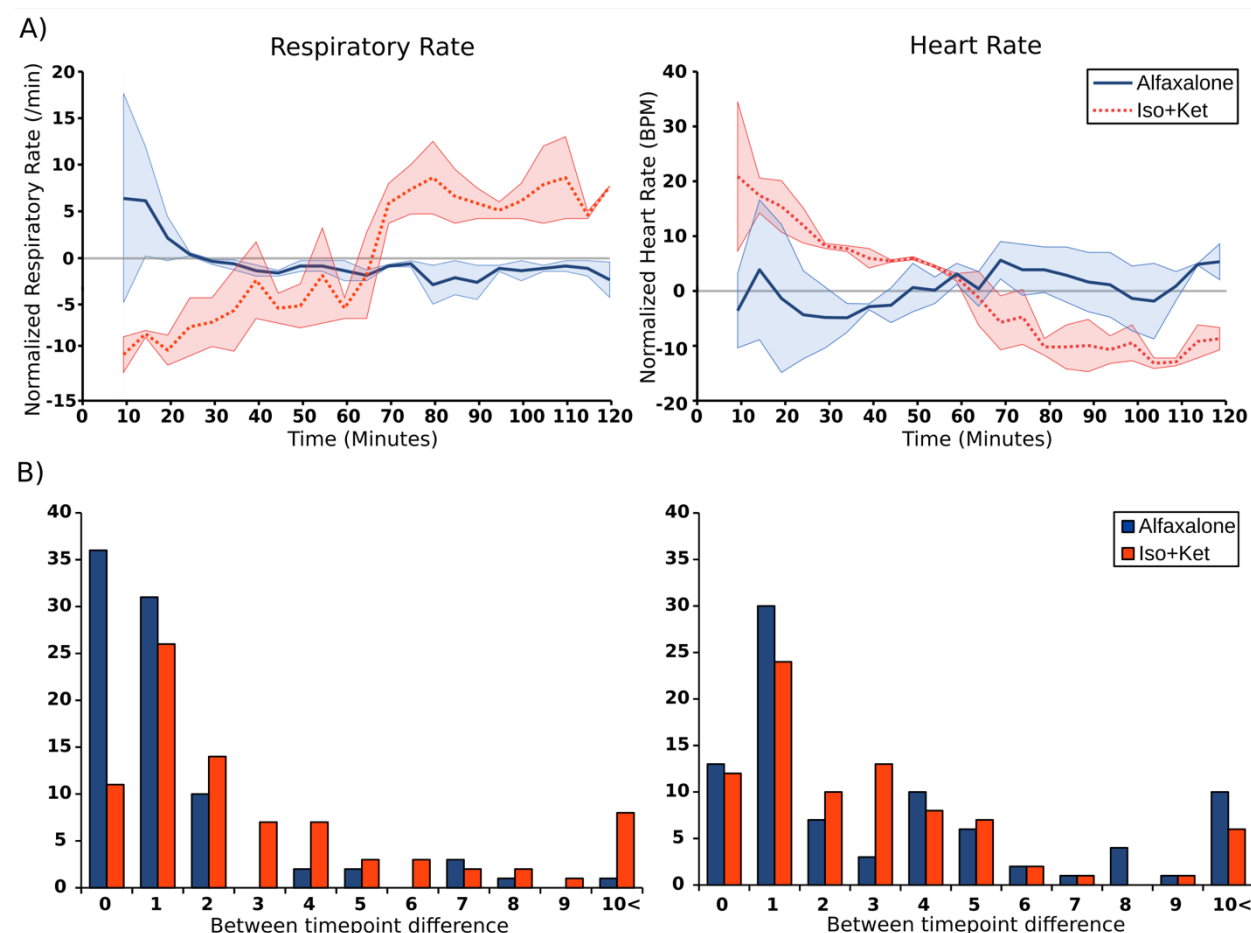 A)
Respiratory Rate
Heart Rate
Normalized Respiratory Rate (/min)
20
15
10
5
0
-5
-10
-15
0 10 20 30 40 50 60 70 80 90 100 110 120
Time (Minutes)
Normalized Heart Rate (BPM)
40
30
20
10
0
-10
-20
0 10 20 30 40 50 60 70 80 90 100 110 120
Time (Minutes)
Alfaxalone
Iso+Ket
B)
40
35
30
25
20
15
10
5
0
0 1 2 3 4 5 6 7 8 9 10<
Between timepoint difference
40
35
30
25
20
15
10
5
0
0 1 2 3 4 5 6 7 8 9 10<
Between timepoint difference
Alfaxalone
Iso+Ket